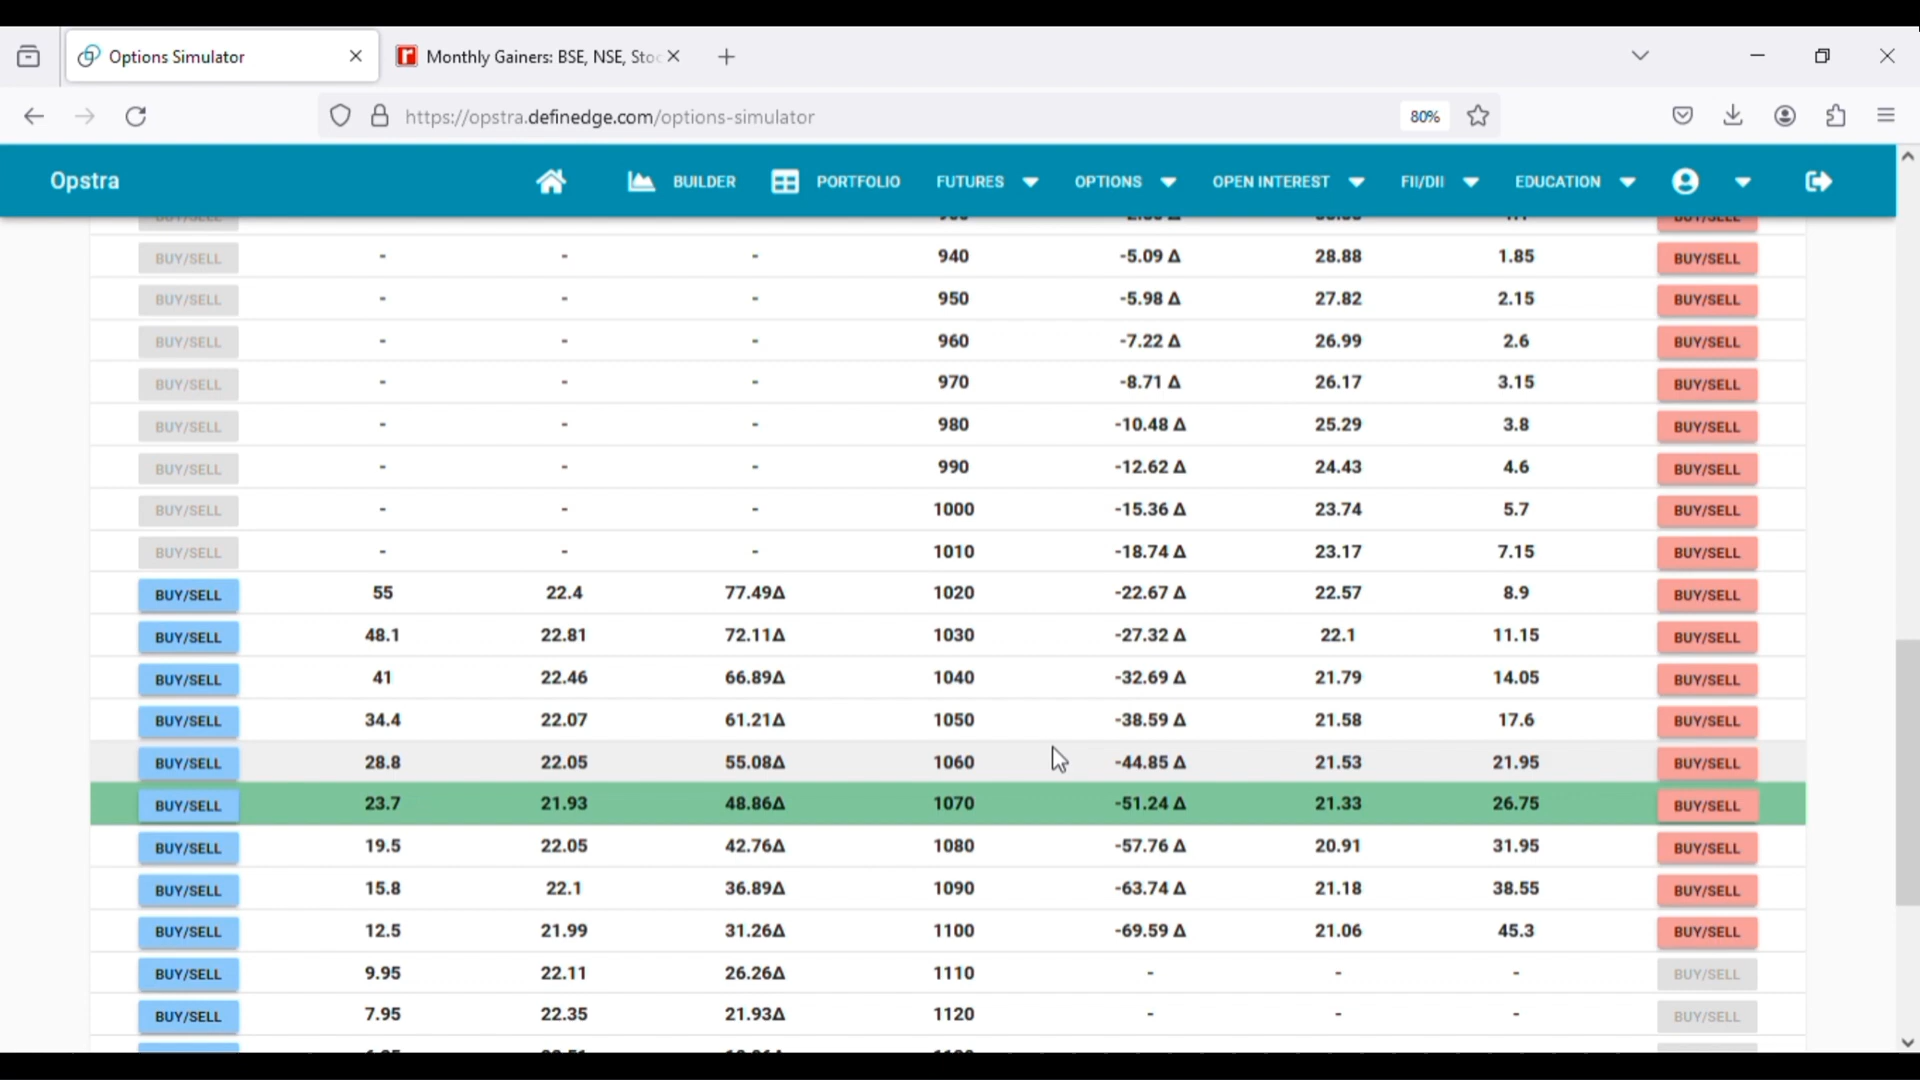 Options Simulator
Monthly Gainers: BSE, NSE, Sto
https://opstra.definedge.com/options-simulator
80%
Opstra
BUILDER PORTFOLIO FUTURES OPTIONS OPEN INTEREST FII/DII EDUCATION
BUY/SELL - - - 940 -5.09 Δ 28.88 1.85 BUY/SELL
BUY/SELL - - - 950 -5.98 Δ 27.82 2.15 BUY/SELL
BUY/SELL - - - 960 -7.22 Δ 26.99 2.6 BUY/SELL
BUY/SELL - - - 970 -8.71 Δ 26.17 3.15 BUY/SELL
BUY/SELL - - - 980 -10.48 Δ 25.29 3.8 BUY/SELL
BUY/SELL - - - 990 -12.62 Δ 24.43 4.6 BUY/SELL
BUY/SELL - - - 1000 -15.36 Δ 23.74 5.7 BUY/SELL
BUY/SELL - - - 1010 -18.74 Δ 23.17 7.15 BUY/SELL
BUY/SELL 55 22.4 77.49Δ 1020 -22.67 Δ 22.57 8.9 BUY/SELL
BUY/SELL 48.1 22.81 72.11Δ 1030 -27.32 Δ 22.1 11.15 BUY/SELL
BUY/SELL 41 22.46 66.89Δ 1040 -32.69 Δ 21.79 14.05 BUY/SELL
BUY/SELL 34.4 22.07 61.21Δ 1050 -38.59 Δ 21.58 17.6 BUY/SELL
BUY/SELL 28.8 22.05 55.08Δ 1060 -44.85 Δ 21.53 21.95 BUY/SELL
BUY/SELL 23.7 21.93 48.86Δ 1070 -51.24 Δ 21.33 26.75 BUY/SELL
BUY/SELL 19.5 22.05 42.76Δ 1080 -57.76 Δ 20.91 31.95 BUY/SELL
BUY/SELL 15.8 22.1 36.89Δ 1090 -63.74 Δ 21.18 38.55 BUY/SELL
BUY/SELL 12.5 21.99 31.26Δ 1100 -69.59 Δ 21.06 45.3 BUY/SELL
BUY/SELL 9.95 22.11 26.26Δ 1110 - - - BUY/SELL
BUY/SELL 7.95 22.35 21.93Δ 1120 - - - BUY/SELL